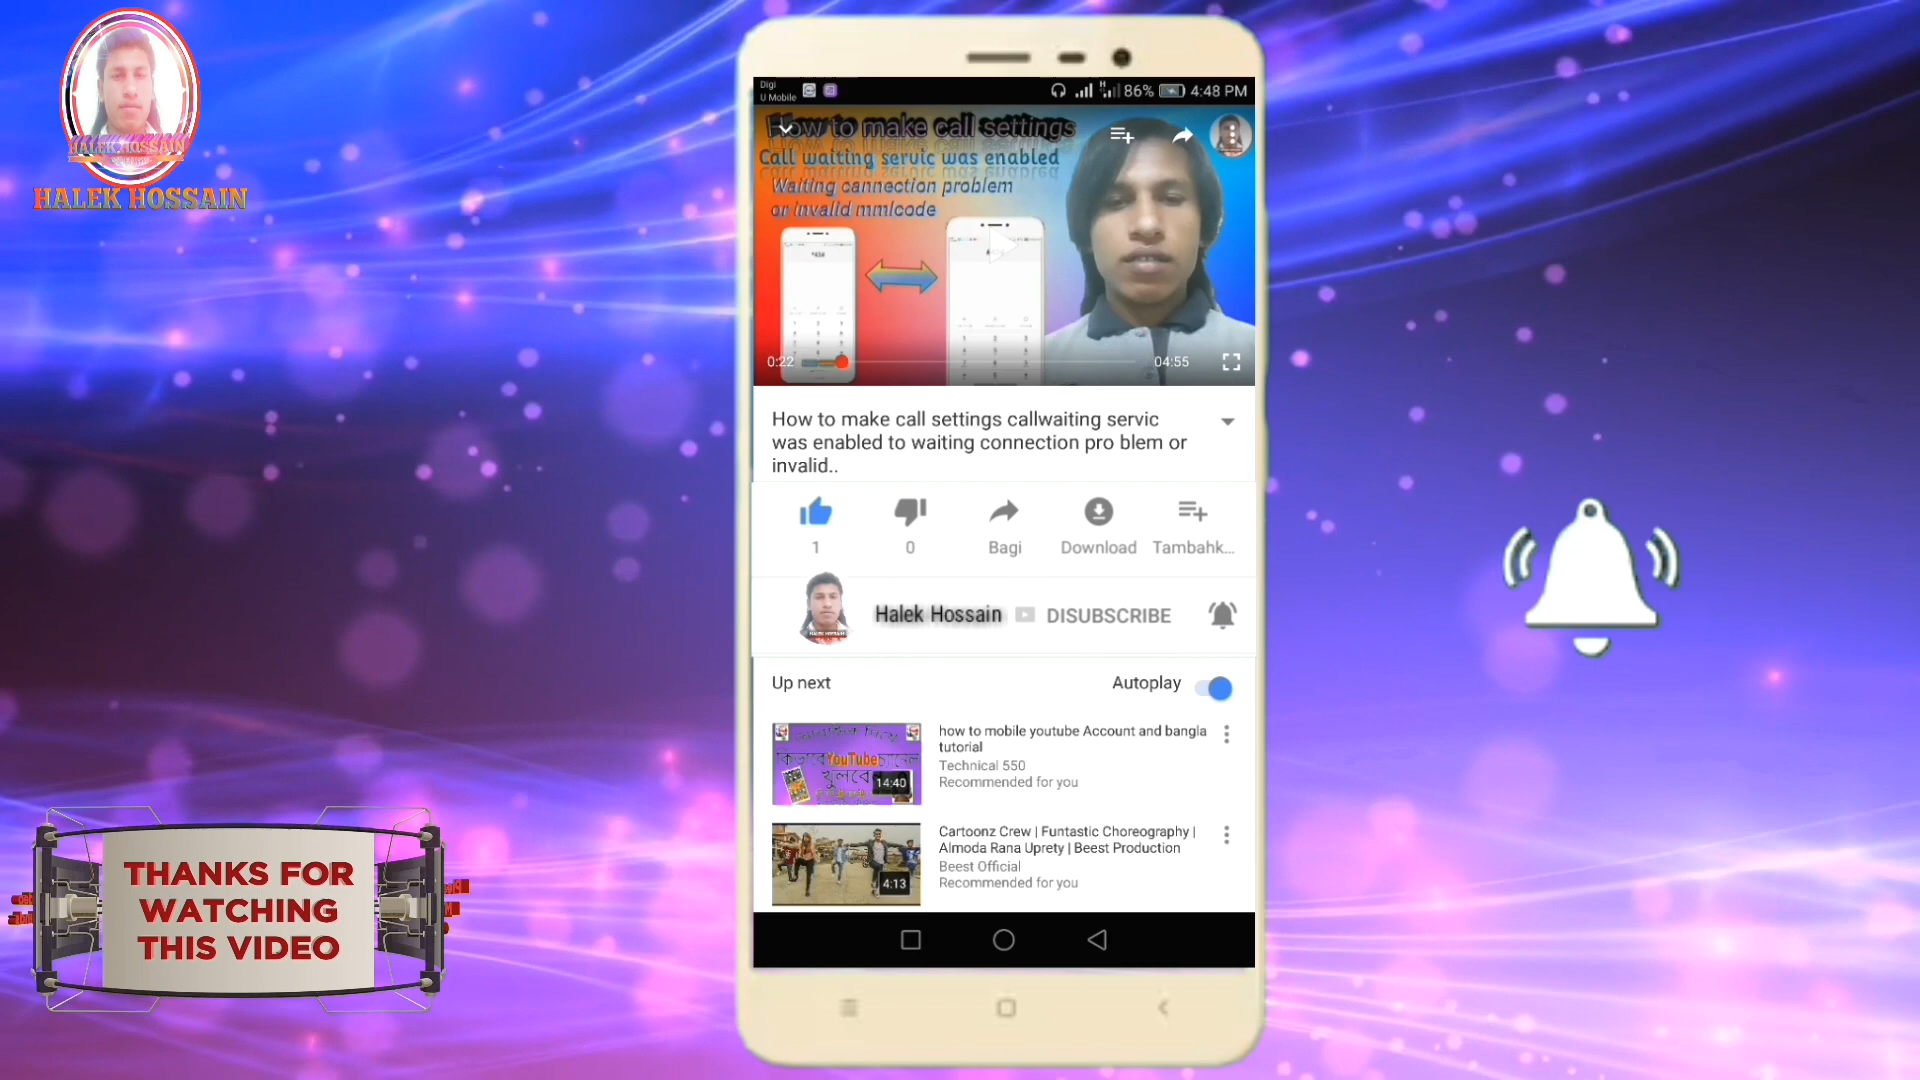 HALEK HOSSAIN
HALEK HOSSAIN
Digi
U Mobile
H
86%
4:48 PM
How to make call settings
Call waiting servic was enabled
Waiting cannection problem
or invalid mmlcode
0:22
04:55
How to make call settings callwaiting servic
was enabled to waiting connection pro blem or
invalid..
1
0
Bagi
Download
Tambahk...
Halek Hossain
DISUBSCRIBE
Up next
Autoplay
কিভাবে YouTube চ্যানেল
খুলবেন
14:40
how to mobile youtube Account and bangla
tutorial
Technical 550
Recommended for you
4:13
Cartoonz Crew | Funtastic Choreography |
Almoda Rana Uprety | Beest Production
Beest Official
Recommended for you
THANKS FOR
WATCHING
THIS VIDEO